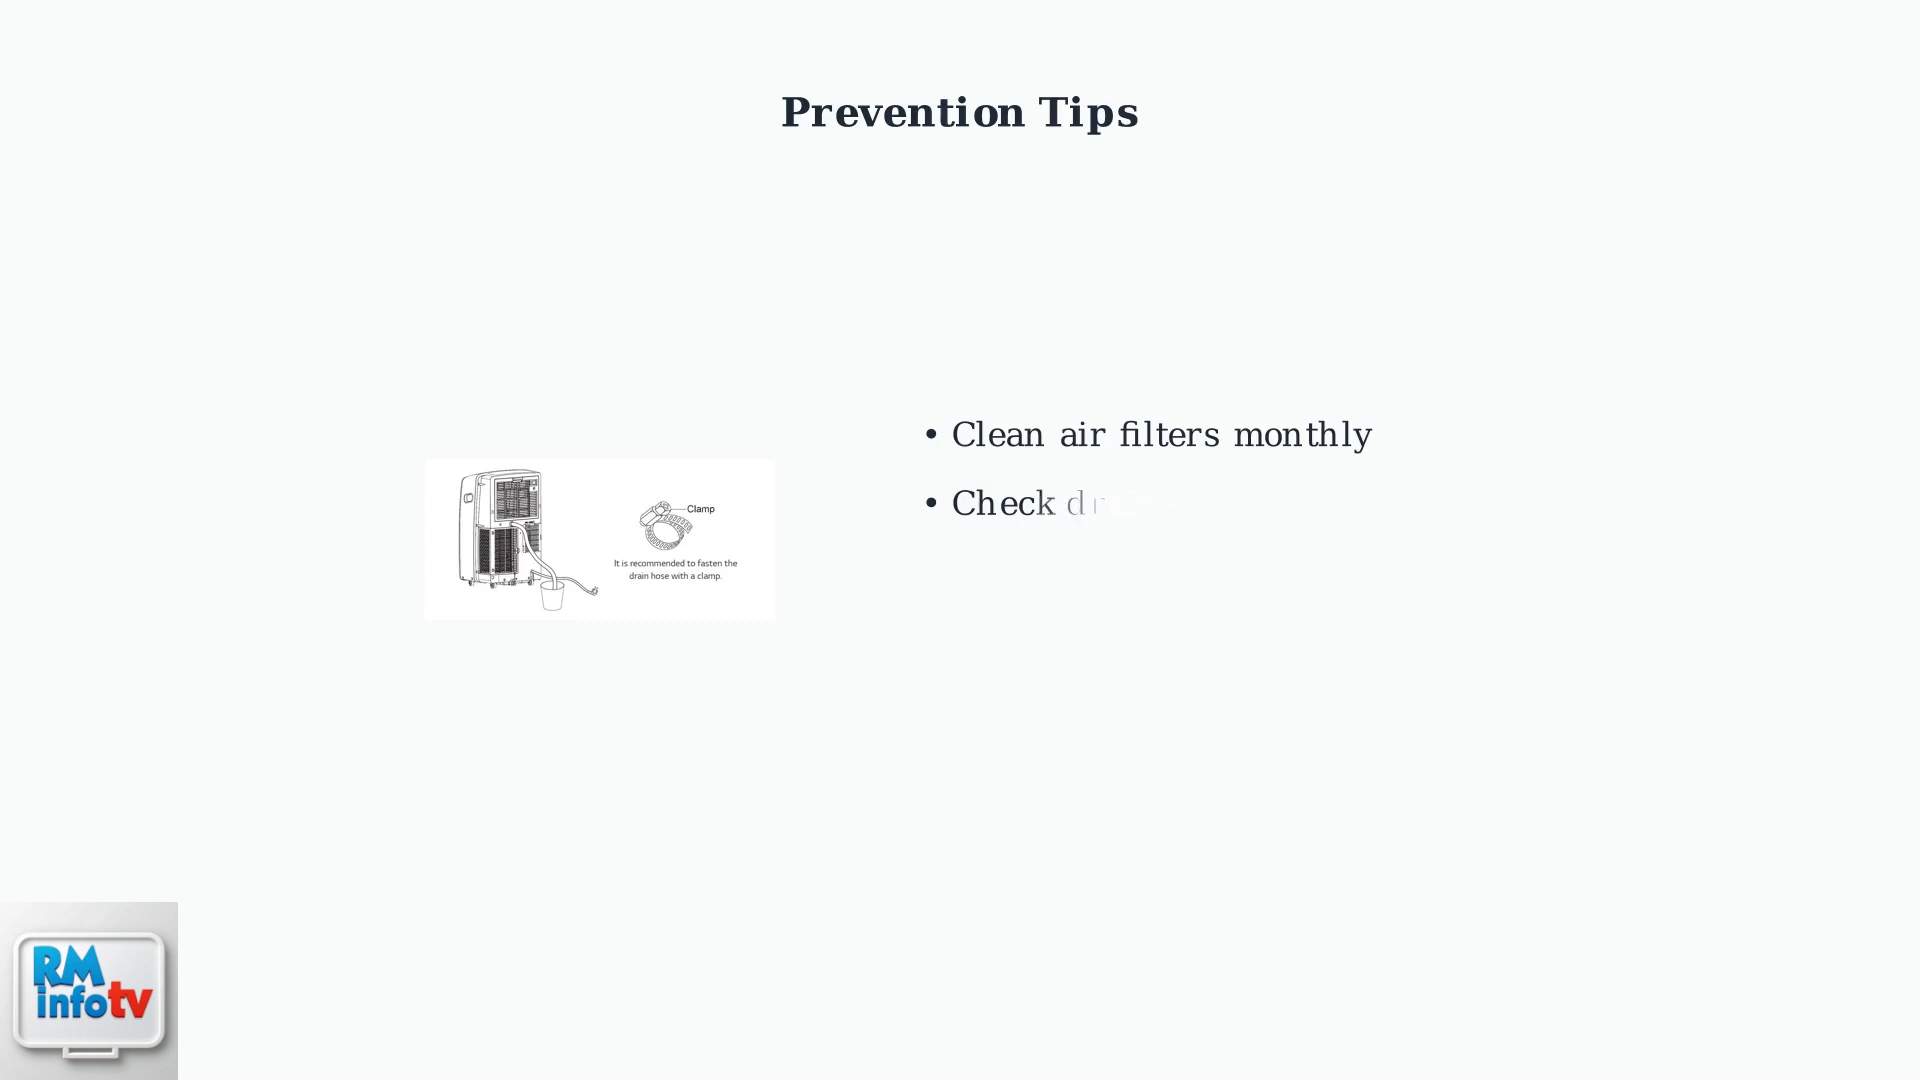 Prevention Tips
• Clean air filters monthly
• Check
Clamp
It is recommended to fasten the
drain hose with a clamp.
RM
infotv